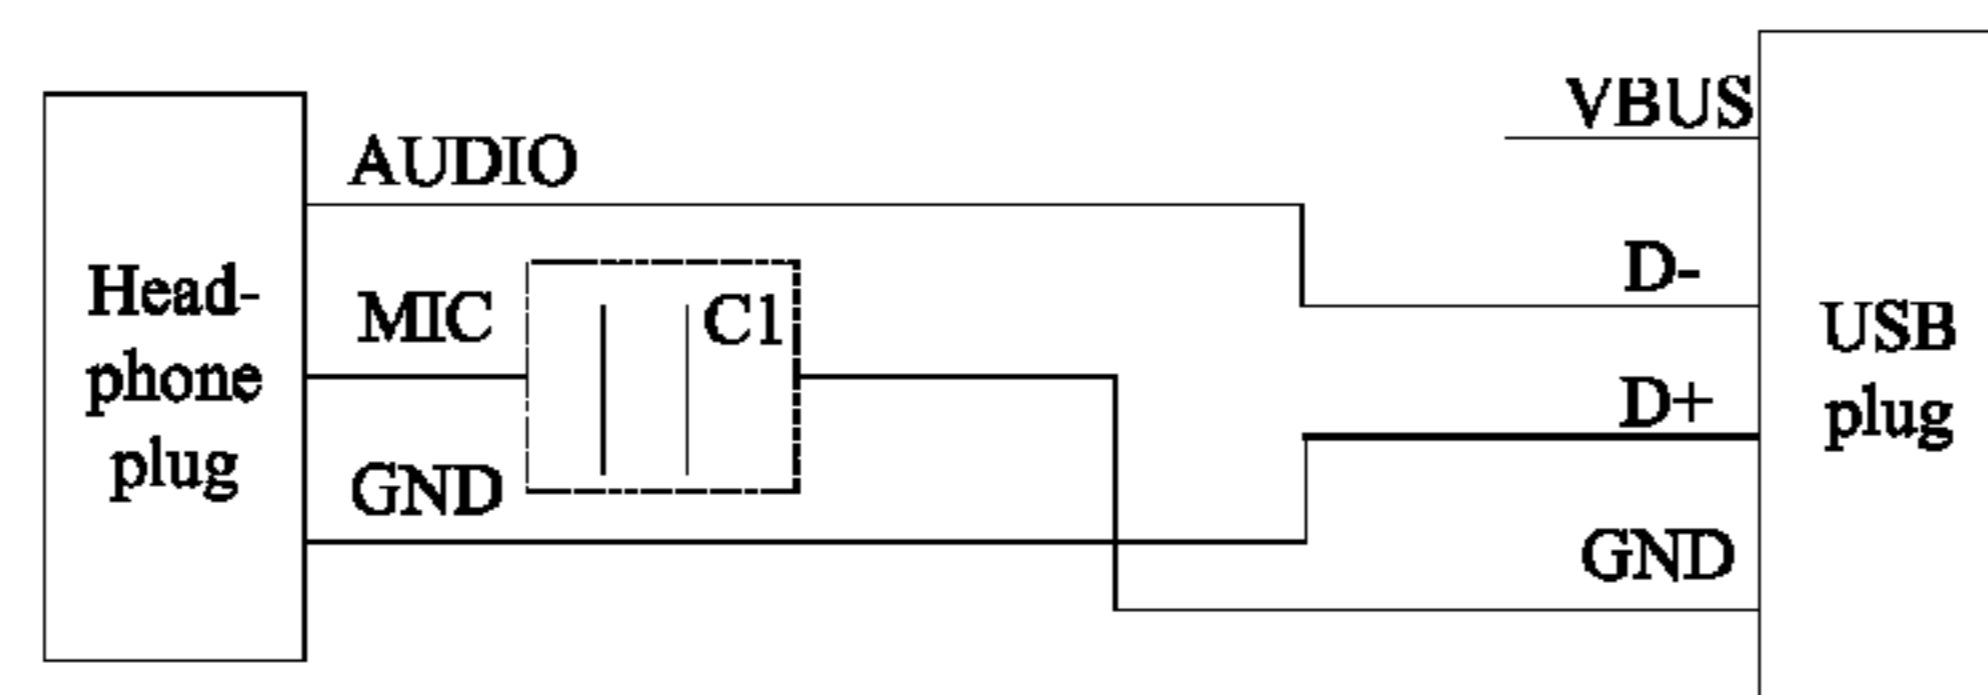 VBUS
AUDIO
D-
Head-
phone
plug
MIC
C1
USB
plug
D+
GND
GND